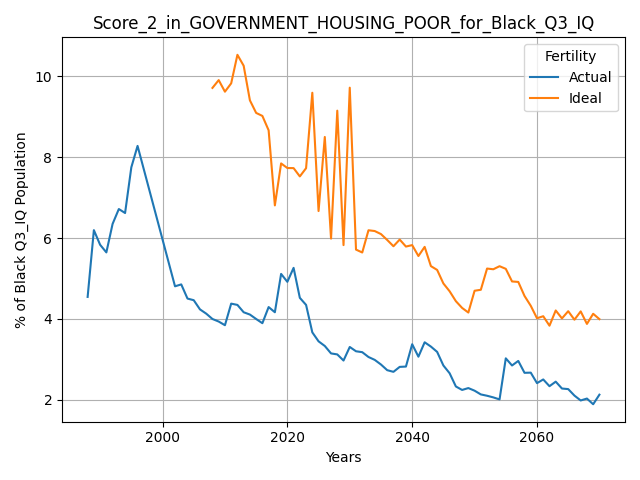 Score_2_in_GOVERNMENT_HOUSING_POOR_for_Black_Q3_IQ
Fertility
Actual
Ideal
% of Black Q3_IQ Population
10
8
6
4
2
2000 2020 2040 2060
Years